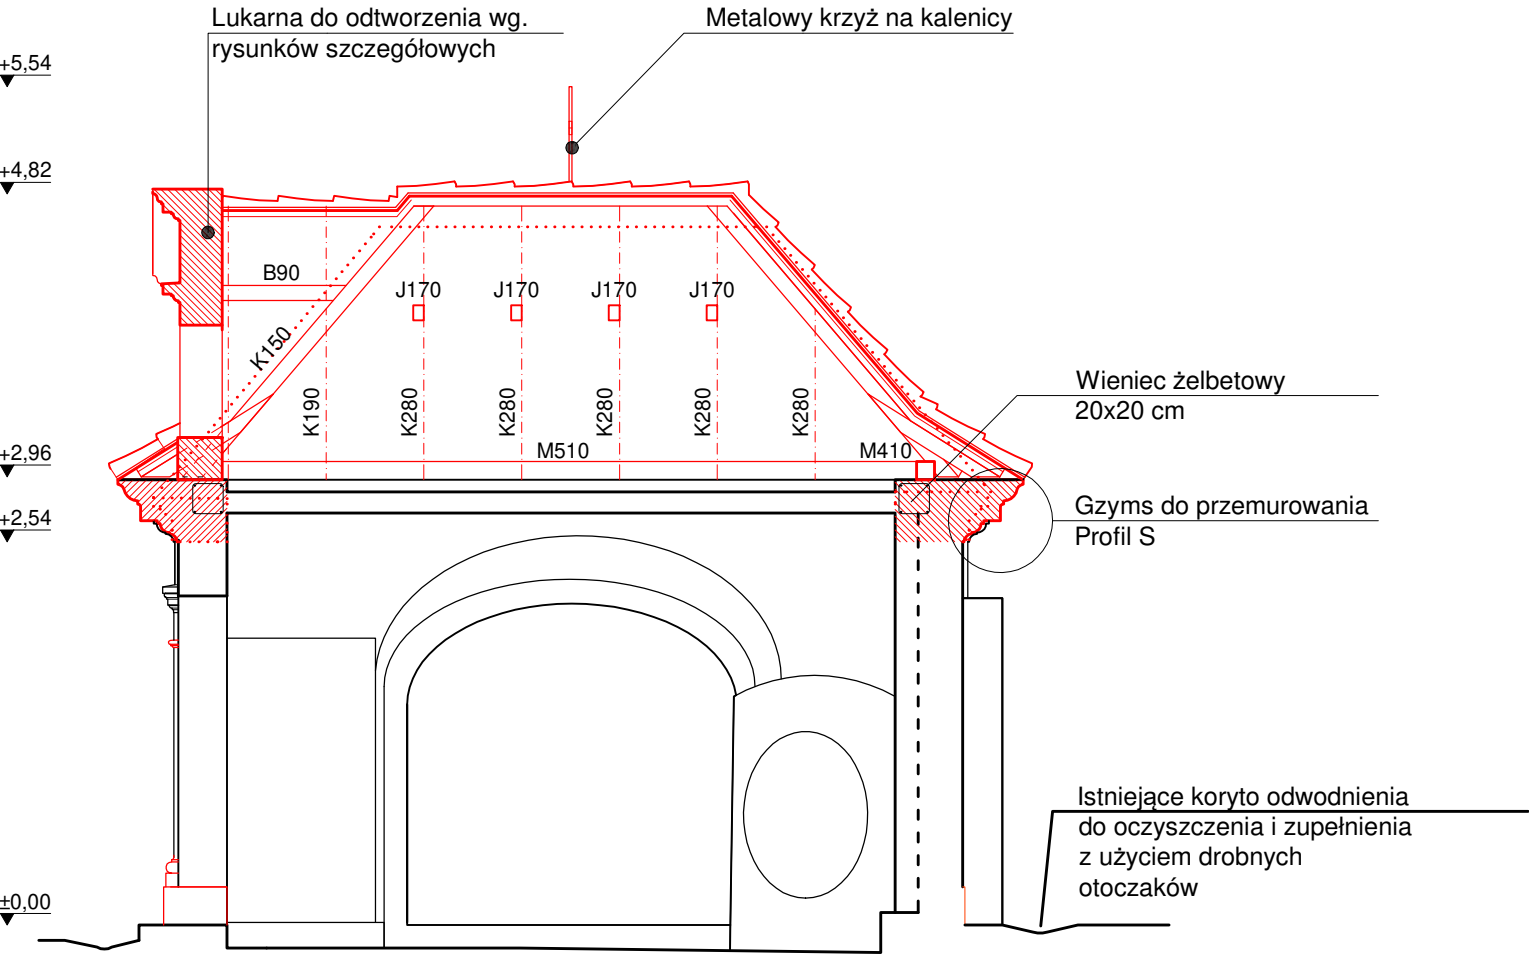 Lukarna do odtworzenia wg.
rysunków szczegółowych
Metalowy krzyż na kalenicy
+5,54
+4,82
B90
J170
J170
J170
J170
K150
K190
K280
K280
K280
K280
K280
M510
M410
Wieniec żelbetowy
20x20 cm
+2,96
Gzyms do przemurowania
Profil S
+2,54
Istniejące koryto odwodnienia
do oczyszczenia i zupełnienia
z użyciem drobnych
otoczaków
±0,00